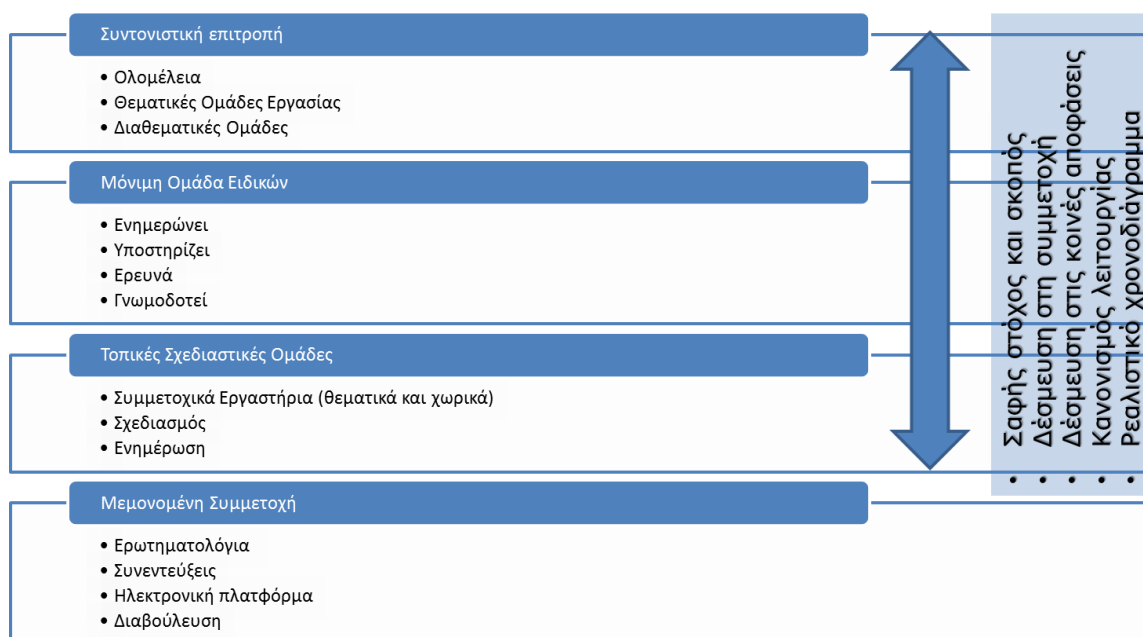 Συντονιστική επιτροπή
• Ολομέλεια
• Θεματικές Ομάδες Εργασίας
• Διαθεματικές Ομάδες
Μόνιμη Ομάδα Ειδικών
• Ενημερώνει
• Υποστηρίζει
• Ερευνά
• Γνωμοδοτεί
Τοπικές Σχεδιαστικές Ομάδες
• Συμμετοχικά Εργαστήρια (θεματικά και χωρικά)
• Σχεδιασμός
• Ενημέρωση
Μεμονομένη Συμμετοχή
• Ερωτηματολόγια
• Συνεντεύξεις
• Ηλεκτρονική πλατφόρμα
• Διαβούλευση
• Σαφής στόχος και σκοπός
• Δέσμευση στη συμμετοχή
• Δέσμευση στις κοινές αποφάσεις
• Κανονισμός λειτουργίας
• Ρεαλιστικό χρονοδιάγραμμα